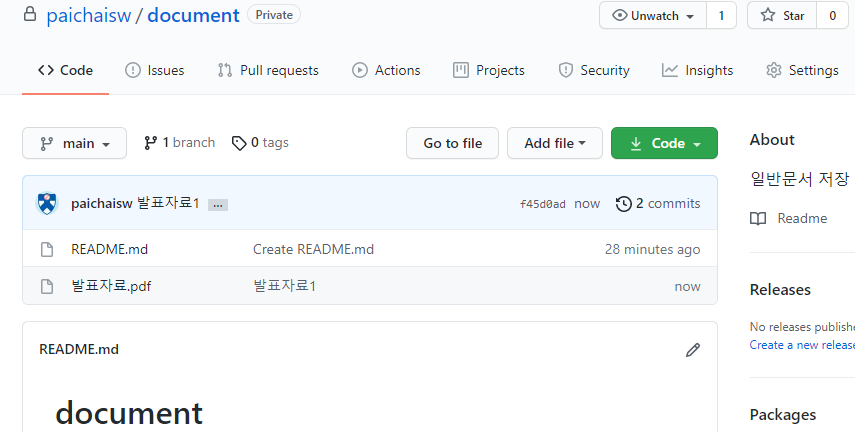 paichaisw / document Private Unwatch 1 Star 0
Code Issues Pull requests Actions Projects Security Insights Settings
main 1 branch 0 tags Go to file Add file Code
paichaisw 발표자료1 ... f45d0ad now 2 commits
README.md Create README.md 28 minutes ago
발표자료.pdf 발표자료1 now
README.md
document
About
일반문서 저장
Readme
Releases
No releases publishe
Create a new release
Packages